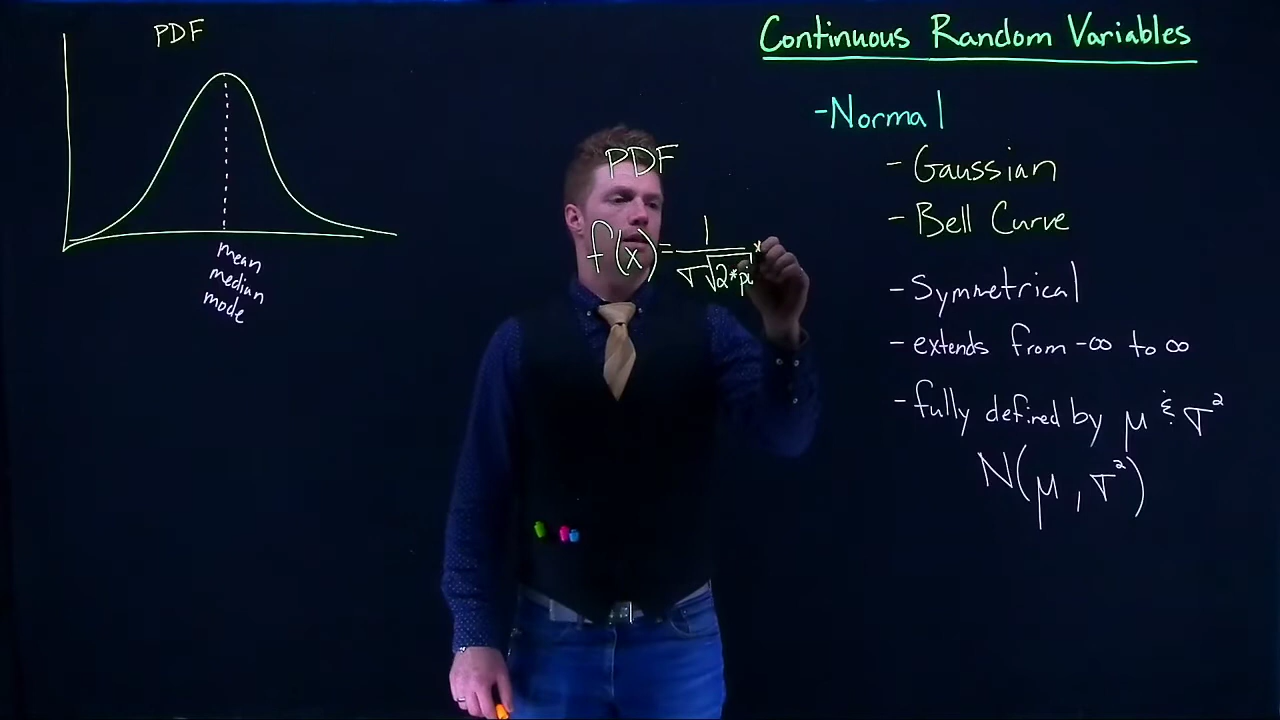 PDF
mean
median
mode
PDF
f(x) = 1/(σ√2*pi) *
Continuous Random Variables
-Normal
- Gaussian
- Bell Curve
- Symmetrical
- extends from -∞ to ∞
- fully defined by μ & σ²
N(μ, σ²)